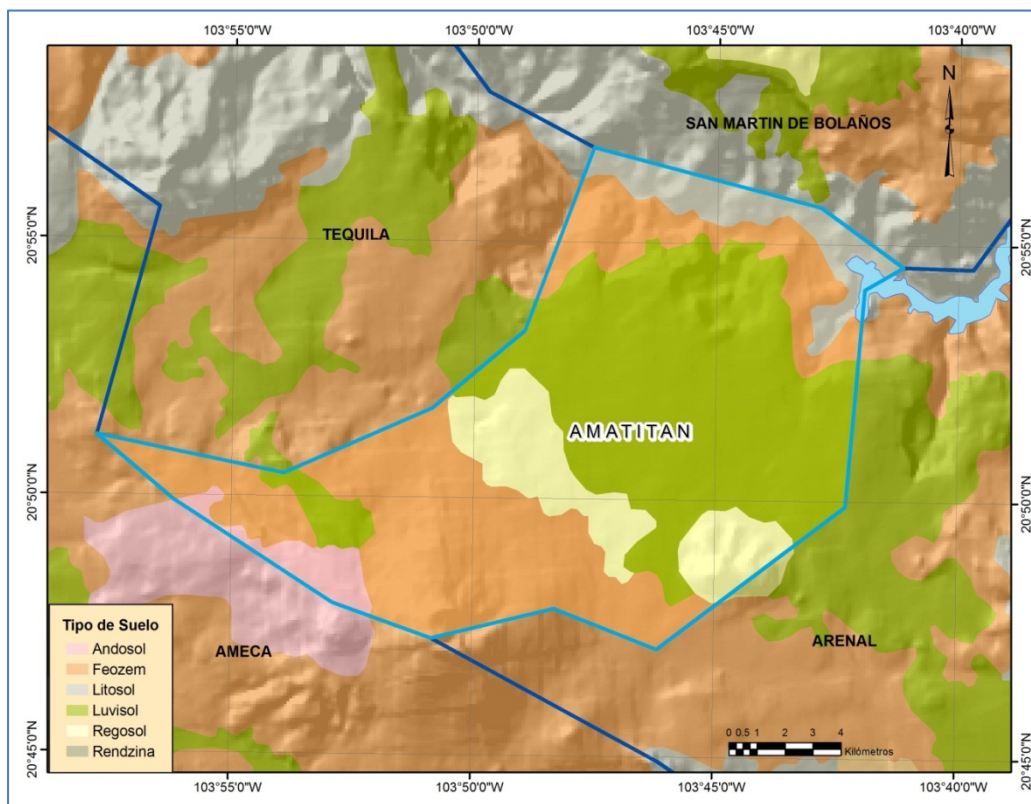 103°55'0"W 103°50'0"W 103°45'0"W 103°40'0"W
N
SAN MARTIN DE BOLAÑOS
TEQUILA
20°55'0"N
20°55'0"N
AMATITAN
20°50'0"N
20°50'0"N
Tipo de Suelo
Andosol
Feozem
Litosol
Luvisol
Regosol
Rendzina
AMECA
ARENAL
0 0.5 1 2 3 4
Kilómetros
20°45'0"N
20°45'0"N
103°55'0"W 103°50'0"W 103°45'0"W 103°40'0"W